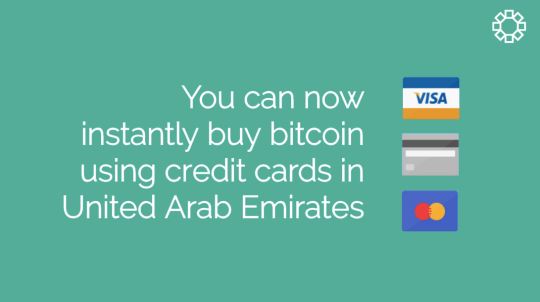 You can now
instantly buy bitcoin
using credit cards in
United Arab Emirates
VISA